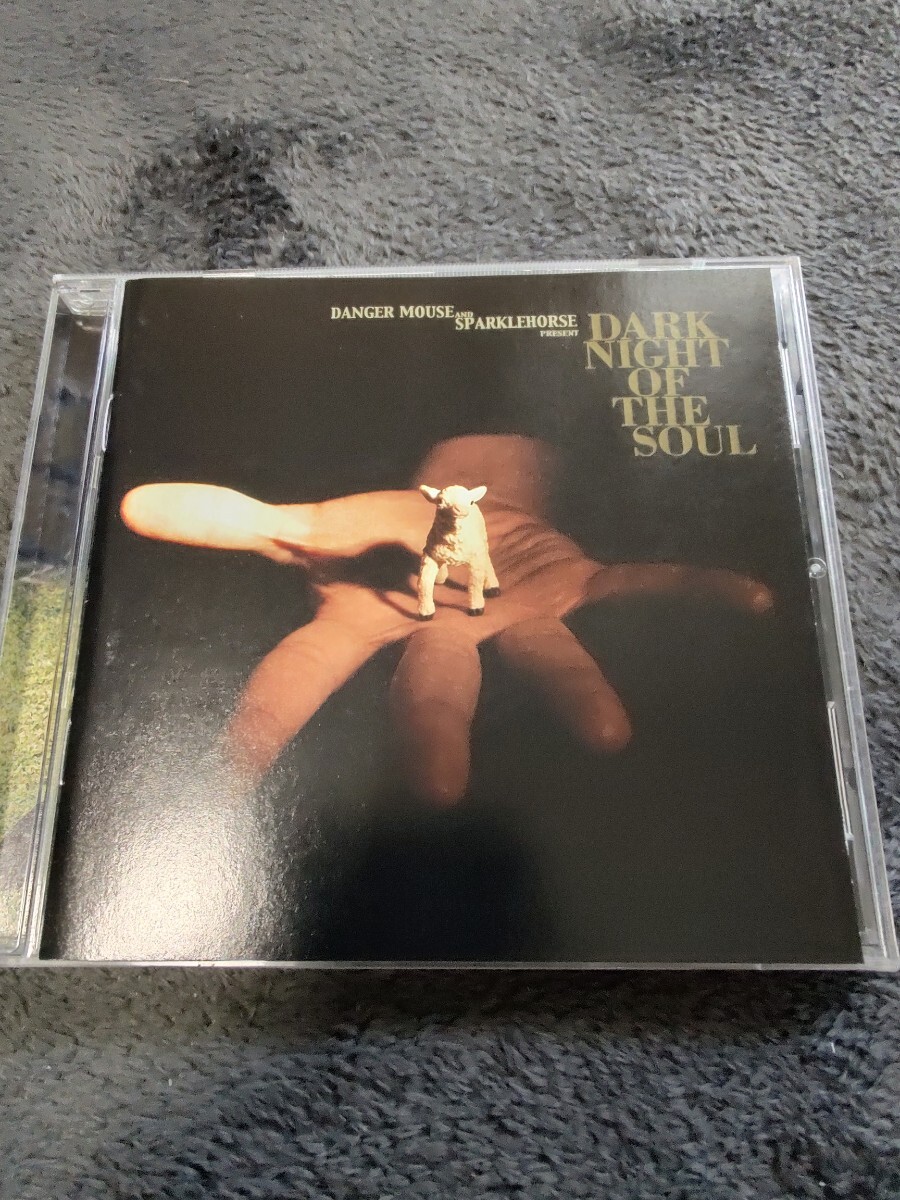 DANGER MOUSE AND
SPARKLEHORSE
PRESENT
DARK
NIGHT
OF
THE
SOUL